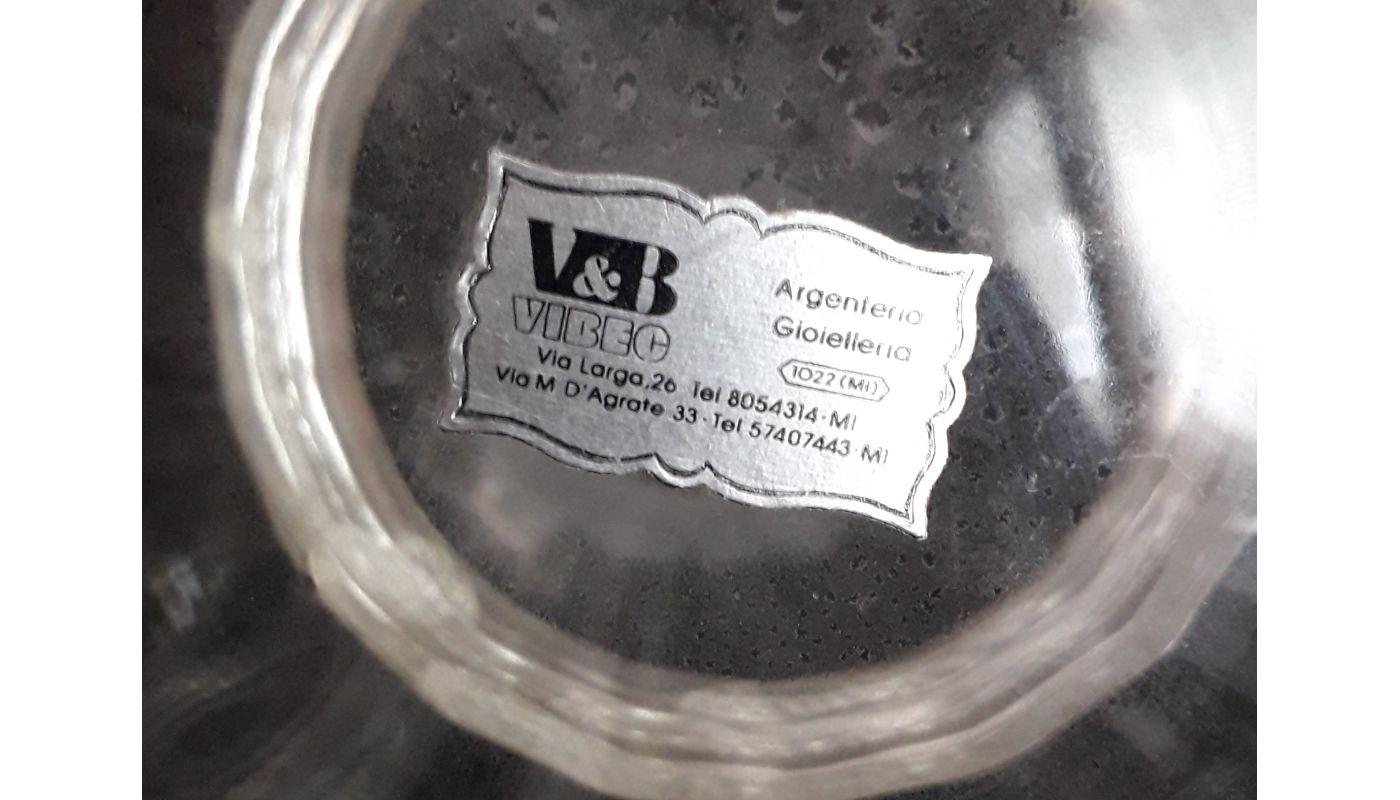 V&B
VIBEC
Argenteria
Gioielleria
1022 (MI)
Via Larga,26 Tel 8054314·MI
Via M D'Agrate 33·Tel 57407443·MI